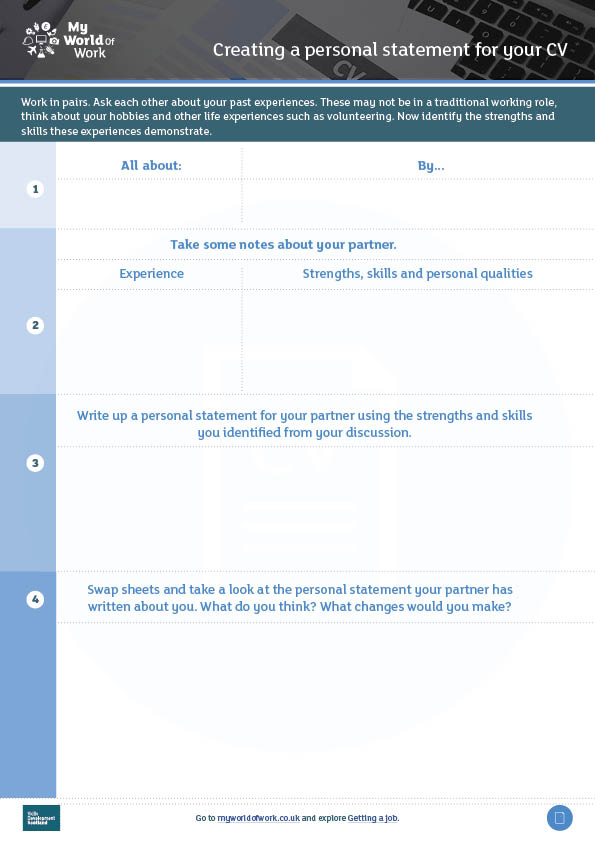 My
World OF
Work
Creating a personal statement for your CV
CV
Work in pairs. Ask each other about your past experiences. These may not be in a traditional working role,
think about your hobbies and other life experiences such as volunteering. Now identify the strengths and
skills these experiences demonstrate.
All about:
By...
1
Take some notes about your partner.
Experience
Strengths, skills and personal qualities
2
Write up a personal statement for your partner using the strengths and skills
you identified from your discussion.
3
Swap sheets and take a look at the personal statement your partner has
written about you. What do you think? What changes would you make?
4
Skills
Development
Scotland
Go to myworldofwork.co.uk and explore Getting a job.